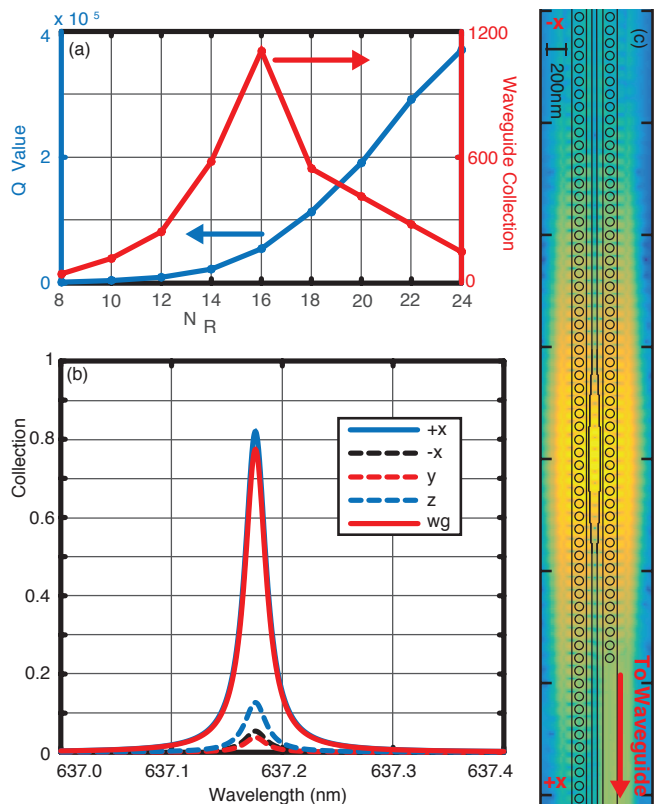 x 10⁵
(a)
4
2
0
Q Value
1200
600
0
Waveguide Collection
8 10 12 14 16 18 20 22 24
N_R
(b)
1
0.8
0.6
0.4
0.2
0
Collection
+x
-x
y
z
wg
637.0 637.1 637.2 637.3 637.4
Wavelength (nm)
-x
(c)
200nm
To Waveguide
+x